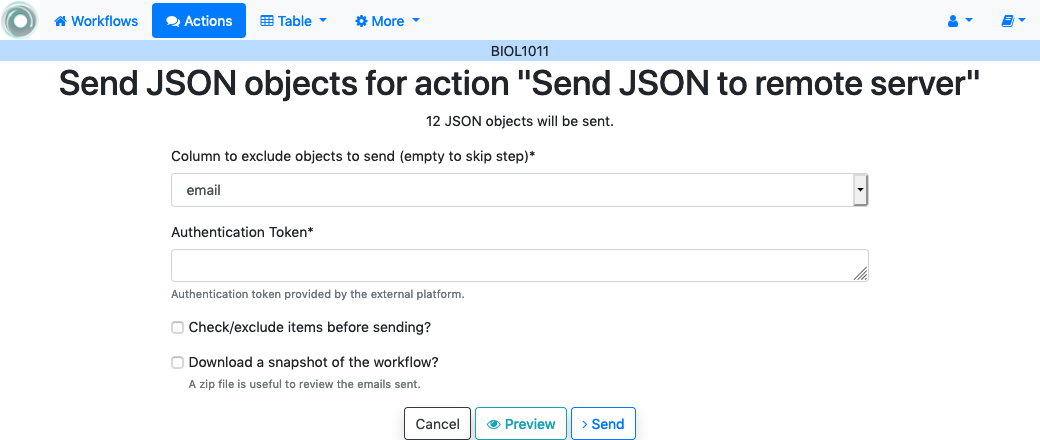 Workflows Actions Table More
BIOL1011
Send JSON objects for action "Send JSON to remote server"
12 JSON objects will be sent.
Column to exclude objects to send (empty to skip step)*
email
Authentication Token*
Authentication token provided by the external platform.
Check/exclude items before sending?
Download a snapshot of the workflow?
A zip file is useful to review the emails sent.
Cancel Preview Send